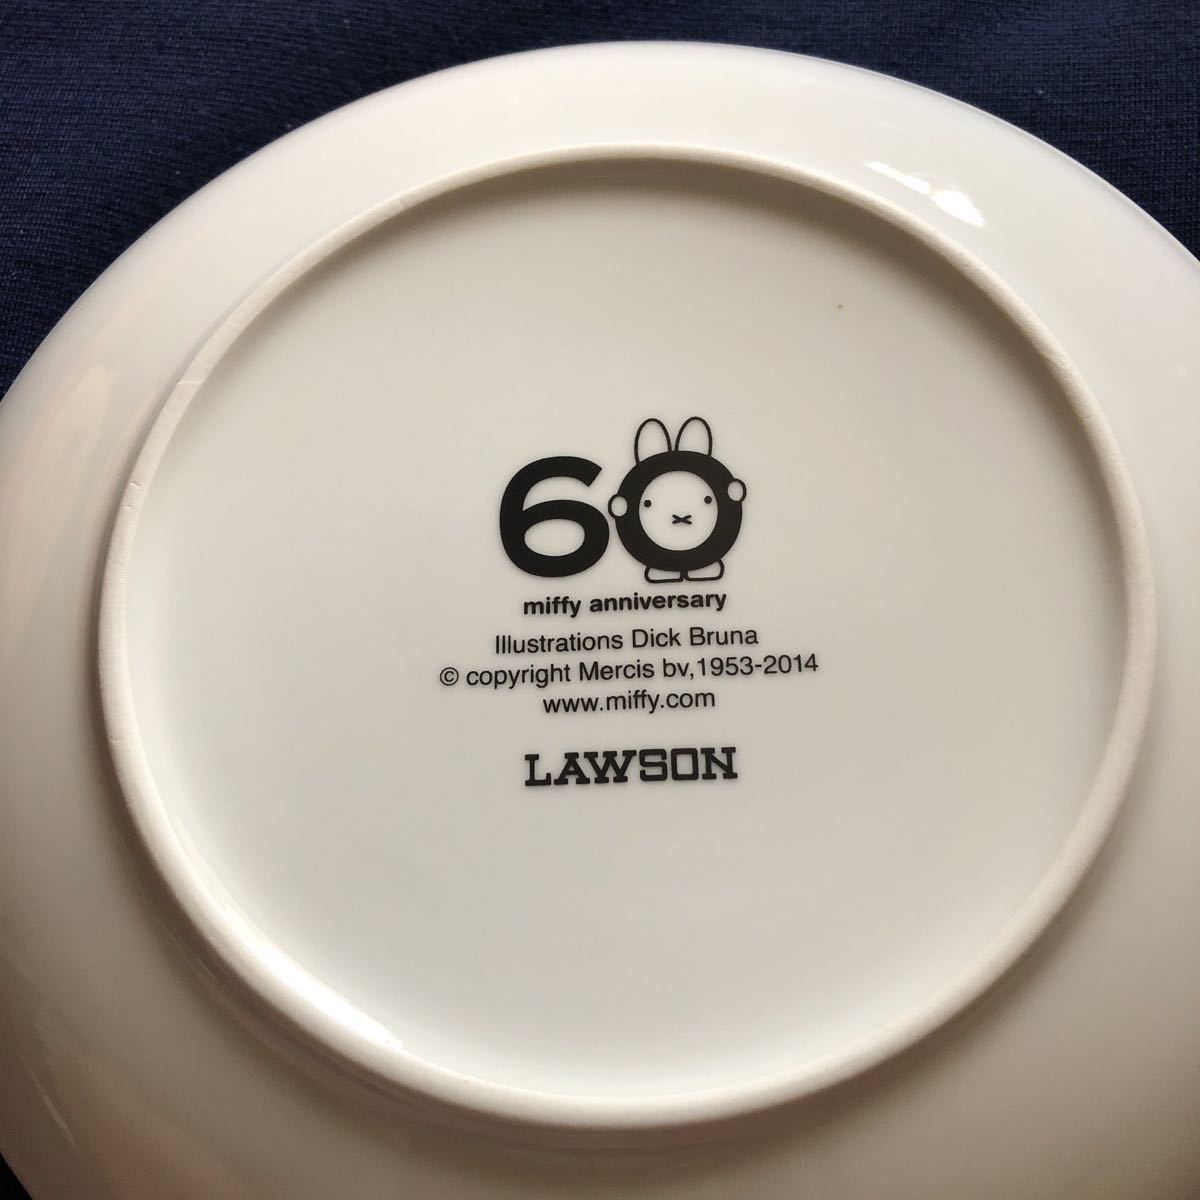 60
miffy anniversary
Illustrations Dick Bruna
© copyright Mercis bv,1953-2014
www.miffy.com
LAWSON